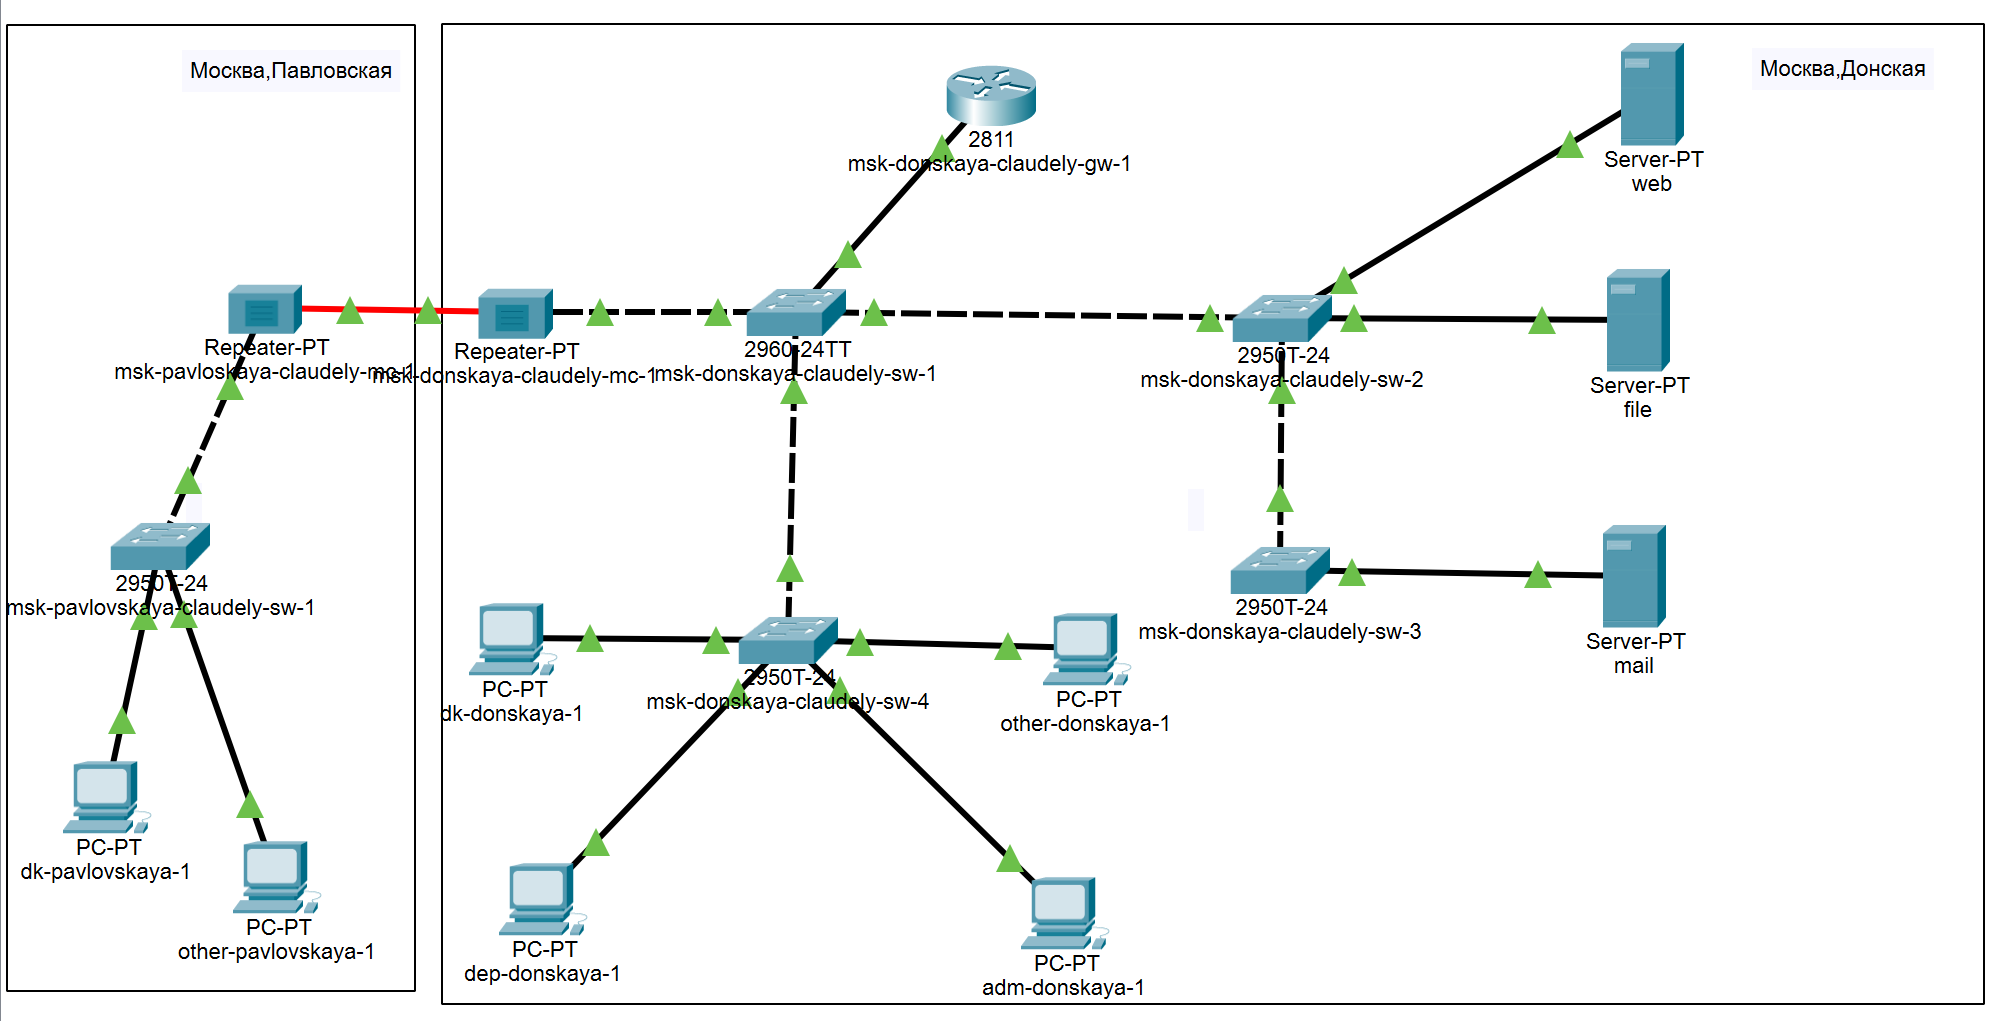 Москва,Павловская
Москва,Донская
2811
msk-donskaya-claudely-gw-1
Server-PT
web
Repeater-PT
msk-pavloskaya-claudely-mc-1
Repeater-PT
msk-donskaya-claudely-mc-1
2960-24TT
msk-donskaya-claudely-sw-1
2950T-24
msk-donskaya-claudely-sw-2
Server-PT
file
2950T-24
msk-pavlovskaya-claudely-sw-1
2950T-24
msk-donskaya-claudely-sw-3
Server-PT
mail
PC-PT
dk-donskaya-1
2950T-24
msk-donskaya-claudely-sw-4
PC-PT
other-donskaya-1
PC-PT
dk-pavlovskaya-1
PC-PT
other-pavlovskaya-1
PC-PT
dep-donskaya-1
PC-PT
adm-donskaya-1